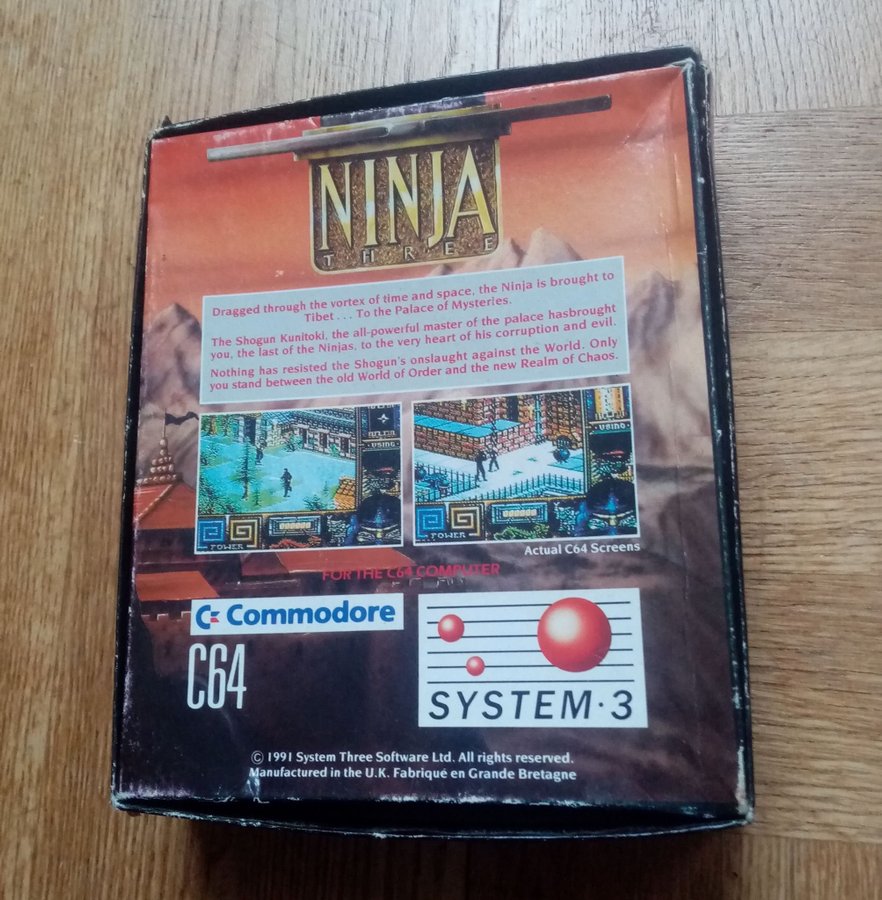 NINJA
THREE
Dragged through the vortex of time and space, the Ninja is brought to
Tibet . . . To the Palace of Mysteries.
The Shogun Kunitoki, the all-powerful master of the palace hasbrought
you, the last of the Ninjas, to the very heart of his corruption and evil.
Nothing has resisted the Shogun's onslaught against the World. Only
you stand between the old World of Order and the new Realm of Chaos.
USING
USING
POWER
POWER
Actual C64 Screens
FOR THE C64 COMPUTER
Commodore
C64
SYSTEM·3
© 1991 System Three Software Ltd. All rights reserved.
Manufactured in the U.K. Fabriqué en Grande Bretagne